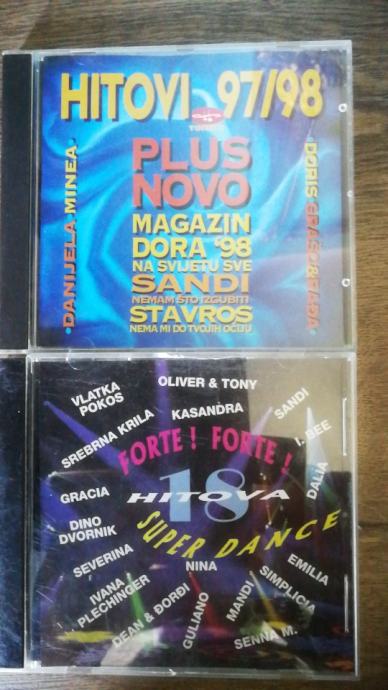 HITOVI 97/98
PLUS
NOVO
MAGAZIN
DORA '98
NA SVIJETU SVE
SANDI
NEMAM ŠTO IZGUBITI
STAVROS
NEMA MI DO TVOJIH OČIJU
·DANIJELA·MINEA·
VLATKA
POKOS
OLIVER & TONY
SANDI
SREBRNA KRILA
KASANDRA
I. BEE
FORTE! FORTE!
GRACIA
18
HITOVA
DALIA
DINO
DVORNIK
SUPER DANCE
SEVERINA
NINA
EMILIA
IVANA
PLECHINGER
SIMPLICIA
DEAN & ĐORĐI
GULIANO
MANDI
SENNA M.